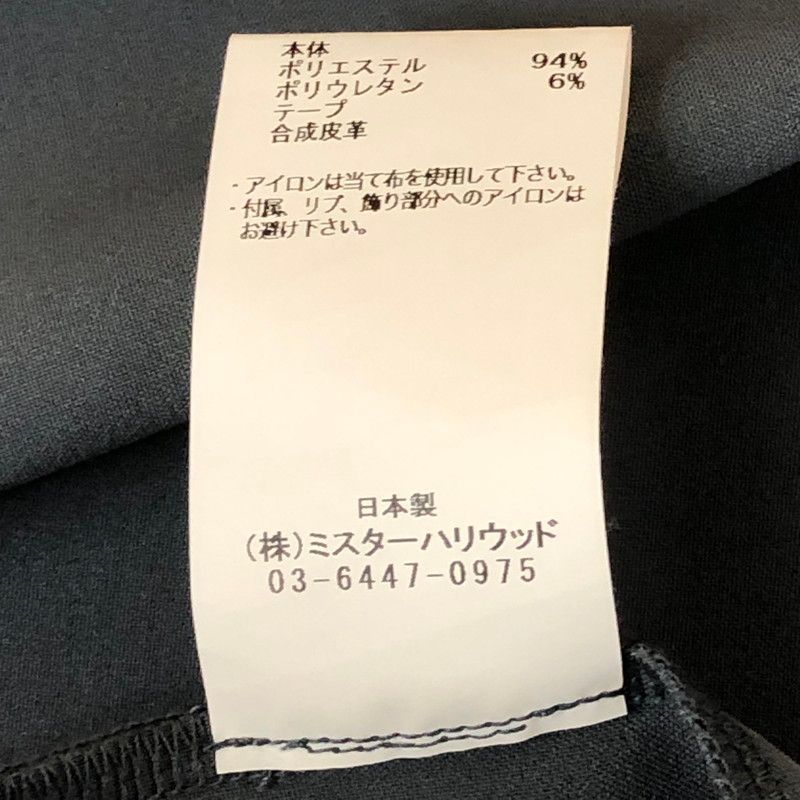 本体
ポリエステル 94%
ポリウレタン 6%
テープ
合成皮革
・アイロンは当て布を使用して下さい。
・付属、リブ、飾り部分へのアイロンは
お避け下さい。
日本製
(株)ミスターハリウッド
03-6447-0975